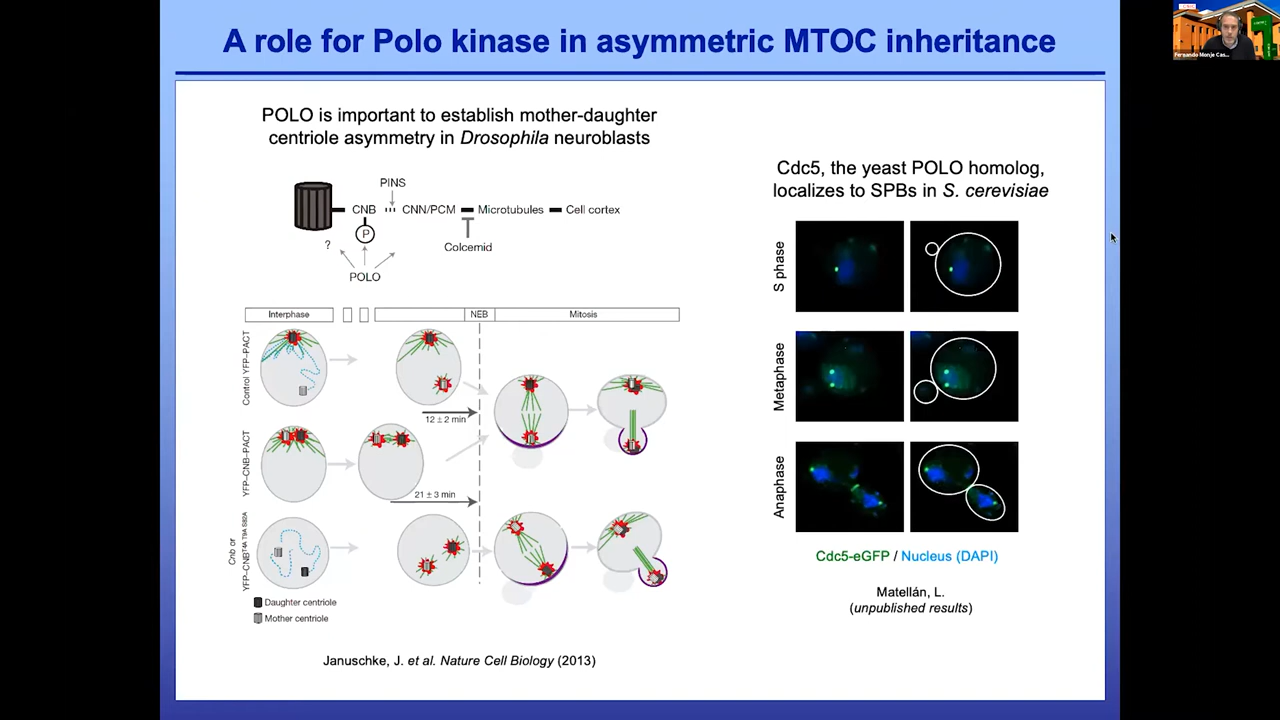 A role for Polo kinase in asymmetric MTOC inheritance
POLO is important to establish mother-daughter
centriole asymmetry in Drosophila neuroblasts
PINS
CNB
CNN/PCM
Microtubules
Cell cortex
P
?
Colcemid
POLO
Interphase
NEB
Mitosis
Control YFP–PACT
12 ± 2 min
YFP–CNB–PACT
21 ± 3 min
Cnb or
YFP–CNB T4A T9A S82A
Daughter centriole
Mother centriole
Januschke, J. et al. Nature Cell Biology (2013)
Cdc5, the yeast POLO homolog,
localizes to SPBs in S. cerevisiae
S phase
Metaphase
Anaphase
Cdc5-eGFP / Nucleus (DAPI)
Matellán, L.
(unpublished results)
Fernando Monje Cas...